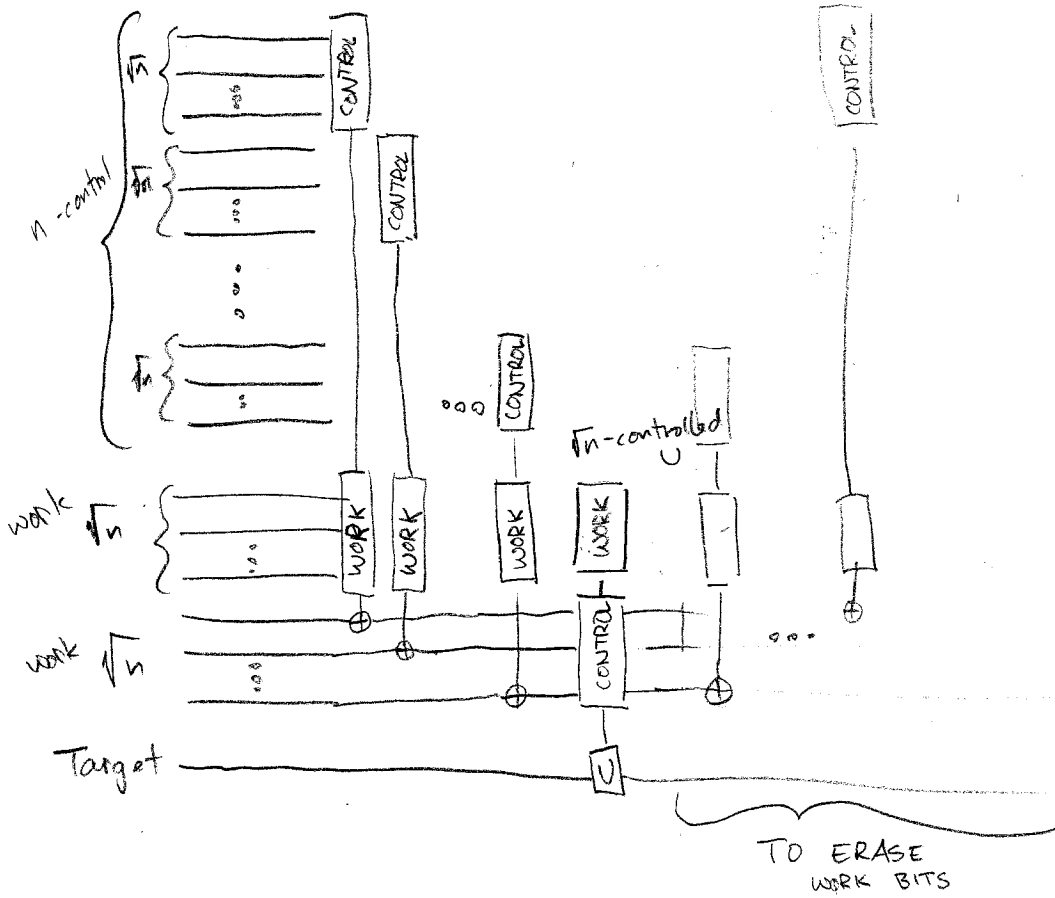 √n
CONTROL
CONTROL
n-control
√n
CONTROL
√n
CONTROL
√n-controlled
U
work √n
WORK
WORK
WORK
WORK
work √n
CONTROL
Target
U
TO ERASE
WORK BITS